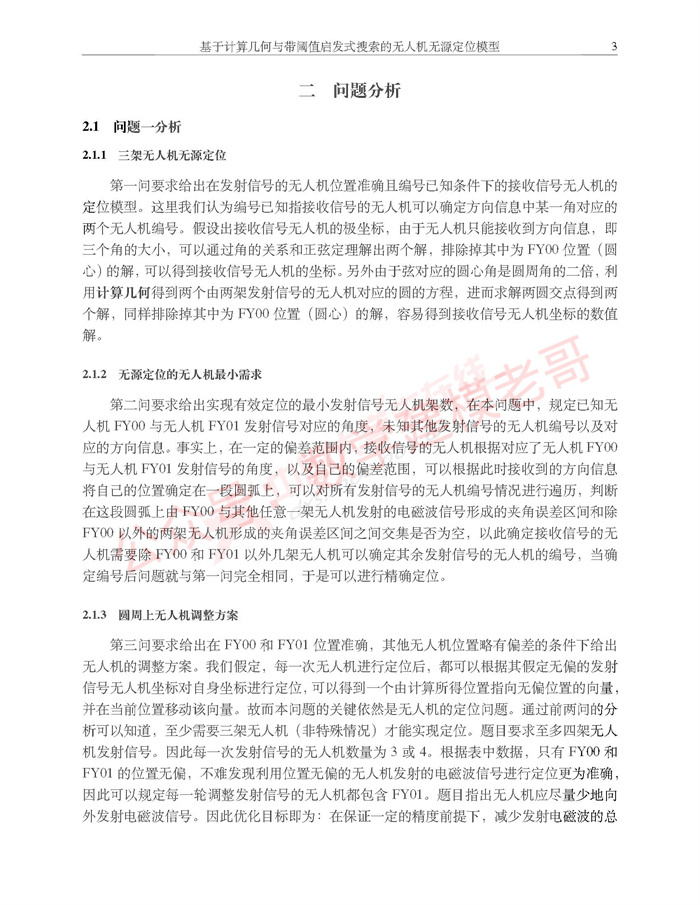 基于计算几何与带阈值启发式搜索的无人机无源定位模型 3
二 问题分析
2.1 问题一分析
2.1.1 三架无人机无源定位
第一问要求给出在发射信号的无人机位置准确且编号已知条件下的接收信号无人机的
定位模型。这里我们认为编号已知指接收信号的无人机可以确定方向信息中某一角对应的
两个无人机编号。假设出接收信号无人机的极坐标，由于无人机只能接收到方向信息，即
三个角的大小，可以通过角的关系和正弦定理解出两个解，排除掉其中为 FY00 位置（圆
心）的解，可以得到接收信号无人机的坐标。另外由于弦对应的圆心角是圆周角的二倍，利
用计算几何得到两个由两架发射信号的无人机对应的圆的方程，进而求解两圆交点得到两
个解，同样排除掉其中为 FY00 位置（圆心）的解，容易得到接收信号无人机坐标的数值
解。
2.1.2 无源定位的无人机最小需求
第二问要求给出实现有效定位的最小发射信号无人机架数，在本问题中，规定已知无
人机 FY00 与无人机 FY01 发射信号对应的角度，未知其他发射信号的无人机编号以及对
应的方向信息。事实上，在一定的偏差范围内，接收信号的无人机根据对应了无人机 FY00
与无人机 FY01 发射信号的角度，以及自己的偏差范围，可以根据此时接收到的方向信息
将自己的位置确定在一段圆弧上，可以对所有发射信号的无人机编号情况进行遍历，判断
在这段圆弧上由 FY00 与其他任意一架无人机发射的电磁波信号形成的夹角误差区间和除
FY00 以外的两架无人机形成的夹角误差区间之间交集是否为空，以此确定接收信号的无
人机需要除 FY00 和 FY01 以外几架无人机可以确定其余发射信号的无人机的编号，当确
定编号后问题就与第一问完全相同，于是可以进行精确定位。
2.1.3 圆周上无人机调整方案
第三问要求给出在 FY00 和 FY01 位置准确，其他无人机位置略有偏差的条件下给出
无人机的调整方案。我们假定，每一次无人机进行定位后，都可以根据其假定无偏的发射
信号无人机坐标对自身坐标进行定位，可以得到一个由计算所得位置指向无偏位置的向量，
并在当前位置移动该向量。故而本问题的关键依然是无人机的定位问题。通过前两问的分
析可以知道，至少需要三架无人机（非特殊情况）才能实现定位。题目要求至多四架无人
机发射信号。因此每一次发射信号的无人机数量为 3 或 4。根据表中数据，只有 FY00 和
FY01 的位置无偏，不难发现利用位置无偏的无人机发射的电磁波信号进行定位更为准确，
因此可以规定每一轮调整发射信号的无人机都包含 FY01。题目指出无人机应尽量少地向
外发射电磁波信号。因此优化目标即为：在保证一定的精度前提下，减少发射电磁波的总